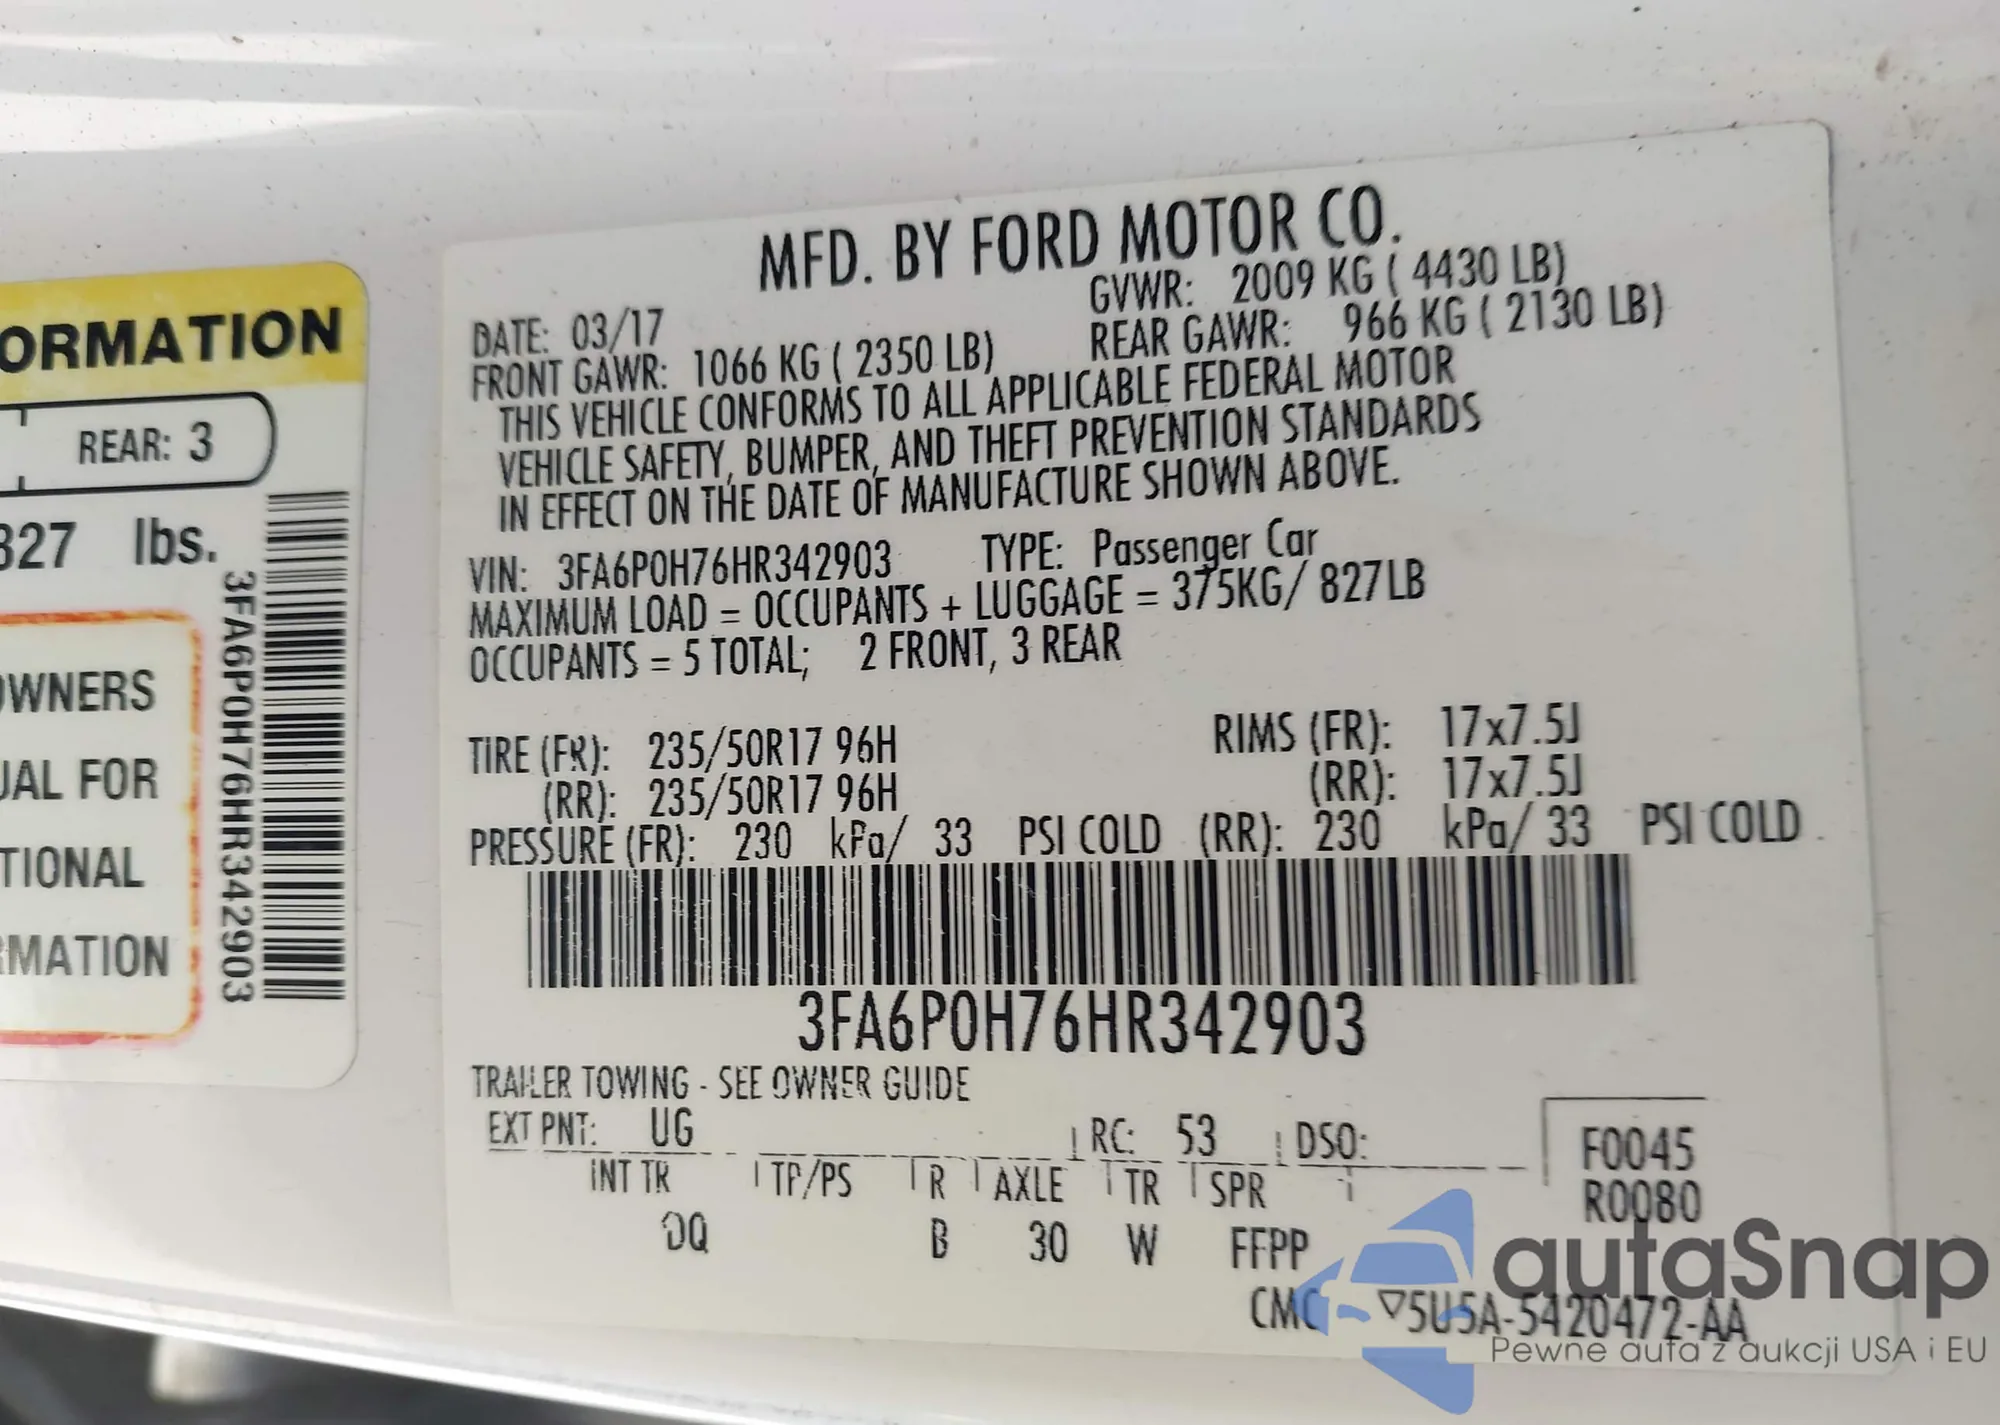 ORMATION
REAR: 3
827 lbs.
OWNERS
UAL FOR
TIONAL
RMATION
3FA6P0H76HR342903
MFD. BY FORD MOTOR CO.
DATE: 03/17 GVWR: 2009 KG ( 4430 LB)
FRONT GAWR: 1066 KG ( 2350 LB) REAR GAWR: 966 KG ( 2130 LB)
THIS VEHICLE CONFORMS TO ALL APPLICABLE FEDERAL MOTOR
VEHICLE SAFETY, BUMPER, AND THEFT PREVENTION STANDARDS
IN EFFECT ON THE DATE OF MANUFACTURE SHOWN ABOVE.
VIN: 3FA6P0H76HR342903 TYPE: Passenger Car
MAXIMUM LOAD = OCCUPANTS + LUGGAGE = 375KG/ 827LB
OCCUPANTS = 5 TOTAL; 2 FRONT, 3 REAR
TIRE (FR): 235/50R17 96H RIMS (FR): 17x7.5J
(RR): 235/50R17 96H (RR): 17x7.5J
PRESSURE (FR): 230 kPa/ 33 PSI COLD (RR): 230 kPa/ 33 PSI COLD
3FA6P0H76HR342903
TRAILER TOWING - SEE OWNER GUIDE
EXT PNT: UG RC: 53 DSO: F0045
R0080
INT TR TP/PS R AXLE TR SPR
DQ B 30 W FFPP
CMC ▽5U5A-5420472-AA
autaSnap
Pewne auta z aukcji USA i EU